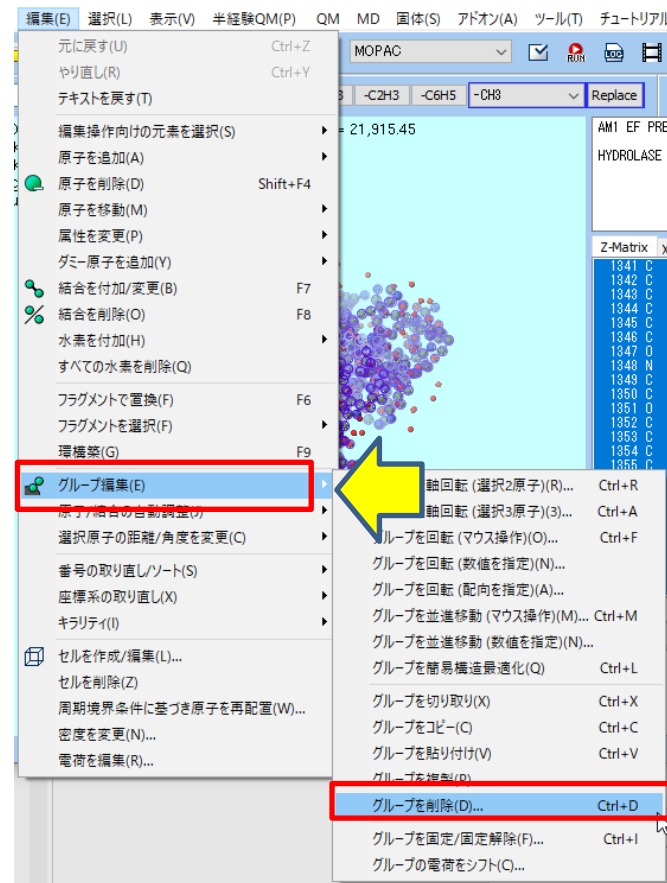 編集(E) 選択(L) 表示(V) 半経験QM(P) QM MD 固体(S) アドオン(A) ツール(T) チュートリアル
元に戻す(U) Ctrl+Z
MOPAC
RUN
LOG
やり直し(R) Ctrl+Y
テキストを戻す(T)
-C2H3 -C6H5 -CH3 Replace
編集操作向けの元素を選択(S)
= 21,915.45
AM1 EF PRE
原子を追加(A)
HYDROLASE
原子を削除(D) Shift+F4
原子を移動(M)
属性を変更(P)
ダミー原子を追加(Y)
Z-Matrix
1341 C
1342 C
1343 C
1344 C
1345 C
1346 C
1347 O
1348 N
1349 C
1350 C
1351 O
1352 C
1353 C
1354 C
1355 C
結合を付加/変更(B) F7
結合を削除(O) F8
水素を付加(H)
すべての水素を削除(Q)
フラグメントで置換(F) F6
フラグメントを選択(F)
環構築(G) F9
グループ編集(E)
原子/結合の自動調整(J)
選択原子の距離/角度を変更(C)
番号の取り直し/ソート(S)
座標系の取り直し(X)
キラリティ(I)
セルを作成/編集(L)...
セルを削除(Z)
周期境界条件に基づき原子を再配置(W)...
密度を変更(N)...
電荷を編集(R)...
軸回転 (選択2原子)(R)... Ctrl+R
軸回転 (選択3原子)(3)... Ctrl+A
グループを回転 (マウス操作)(O)... Ctrl+F
グループを回転 (数値を指定)(N)...
グループを回転 (配向を指定)(A)...
グループを並進移動 (マウス操作)(M)... Ctrl+M
グループを並進移動 (数値を指定)(N)...
グループを簡易構造最適化(Q) Ctrl+L
グループを切り取り(X) Ctrl+X
グループをコピー(C) Ctrl+C
グループを貼り付け(V) Ctrl+V
グループを複製(P)
グループを削除(D)... Ctrl+D
グループを固定/固定解除(F)... Ctrl+I
グループの電荷をシフト(C)...